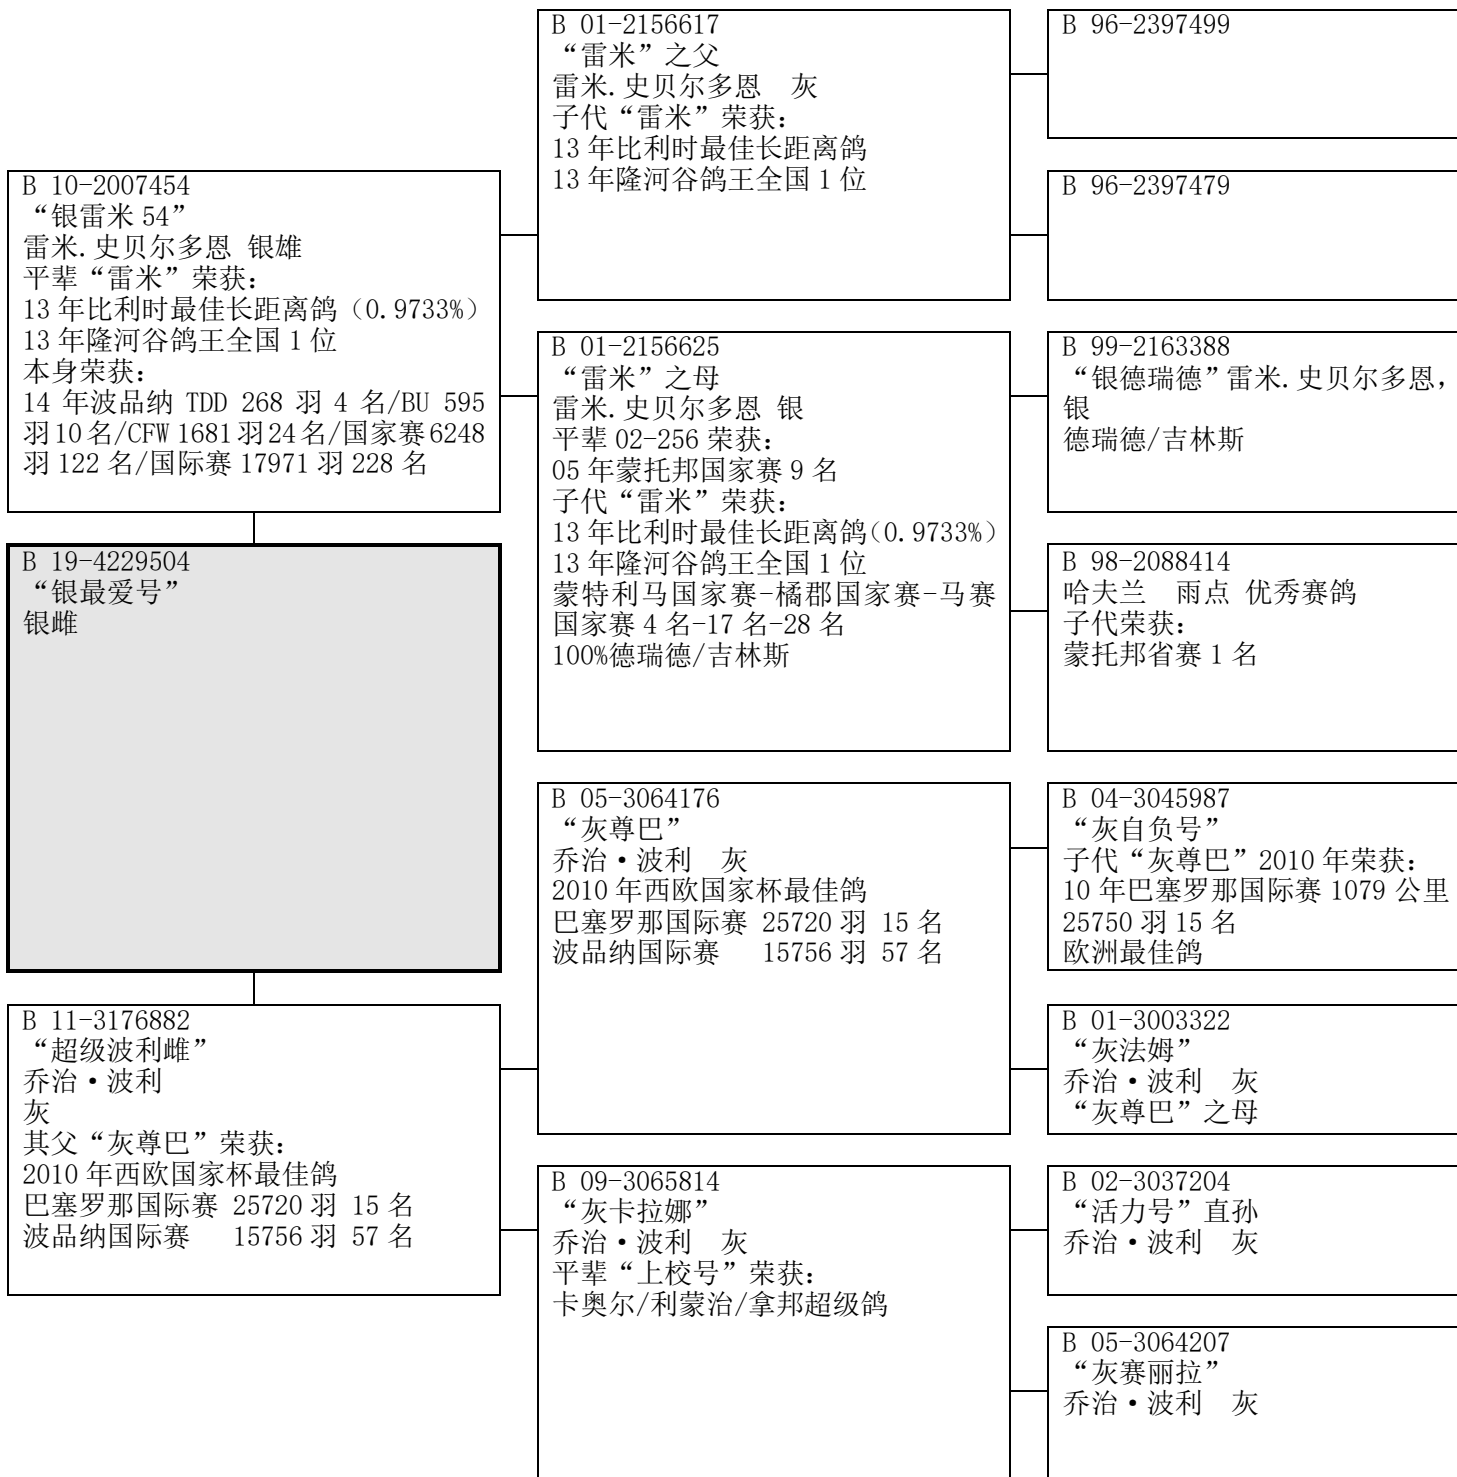 B 10-2007454
“银雷米 54”
雷米.史贝尔多恩 银雄
平辈“雷米”荣获：
13 年比利时最佳长距离鸽（0.9733%）
13 年隆河谷鸽王全国 1 位
本身荣获：
14 年波品纳 TDD 268 羽 4 名/BU 595
羽 10 名/CFW 1681 羽 24 名/国家赛 6248
羽 122 名/国际赛 17971 羽 228 名
B 19-4229504
“银最爱号”
银雌
B 11-3176882
“超级波利雌”
乔治·波利
灰
其父“灰尊巴”荣获：
2010 年西欧国家杯最佳鸽
巴塞罗那国际赛 25720 羽 15 名
波品纳国际赛 15756 羽 57 名
B 01-2156617
“雷米”之父
雷米.史贝尔多恩 灰
子代“雷米”荣获：
13 年比利时最佳长距离鸽
13 年隆河谷鸽王全国 1 位
B 01-2156625
“雷米”之母
雷米.史贝尔多恩 银
平辈 02-256 荣获：
05 年蒙托邦国家赛 9 名
子代“雷米”荣获：
13 年比利时最佳长距离鸽（0.9733%）
13 年隆河谷鸽王全国 1 位
蒙特利马国家赛-橘郡国家赛-马赛
国家赛 4 名-17 名-28 名
100%德瑞德/吉林斯
B 05-3064176
“灰尊巴”
乔治·波利 灰
2010 年西欧国家杯最佳鸽
巴塞罗那国际赛 25720 羽 15 名
波品纳国际赛 15756 羽 57 名
B 09-3065814
“灰卡拉娜”
乔治·波利 灰
平辈“上校号”荣获：
卡奥尔/利蒙治/拿邦超级鸽
B 96-2397499
B 96-2397479
B 99-2163388
“银德瑞德”雷米.史贝尔多恩，
银
德瑞德/吉林斯
B 98-2088414
哈夫兰 雨点 优秀赛鸽
子代荣获：
蒙托邦省赛 1 名
B 04-3045987
“灰自负号”
子代“灰尊巴”2010 年荣获：
10 年巴塞罗那国际赛 1079 公里
25750 羽 15 名
欧洲最佳鸽
B 01-3003322
“灰法姆”
乔治·波利 灰
“灰尊巴”之母
B 02-3037204
“活力号”直孙
乔治·波利 灰
B 05-3064207
“灰赛丽拉”
乔治·波利 灰